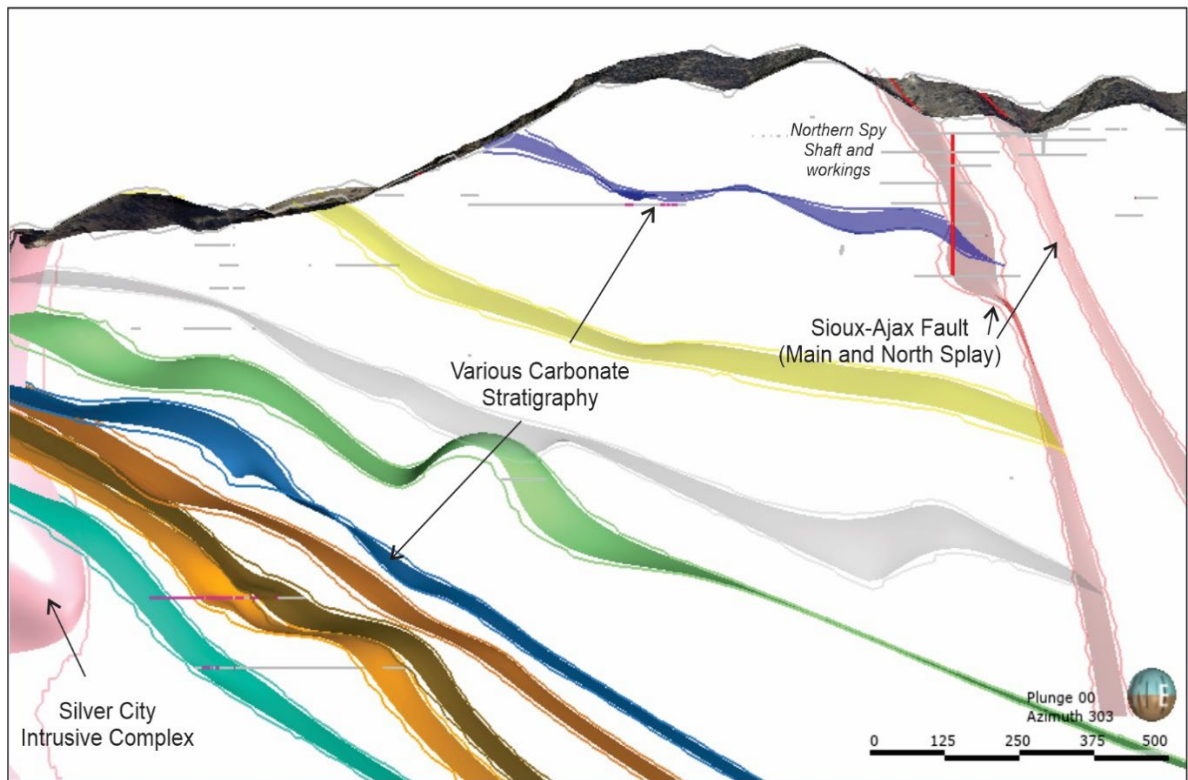 Northern Spy
Shaft and
workings
Sioux-Ajax Fault
(Main and North Splay)
Various Carbonate
Stratigraphy
Silver City
Intrusive Complex
Plunge 00
Azimuth 303
E
0 125 250 375 500